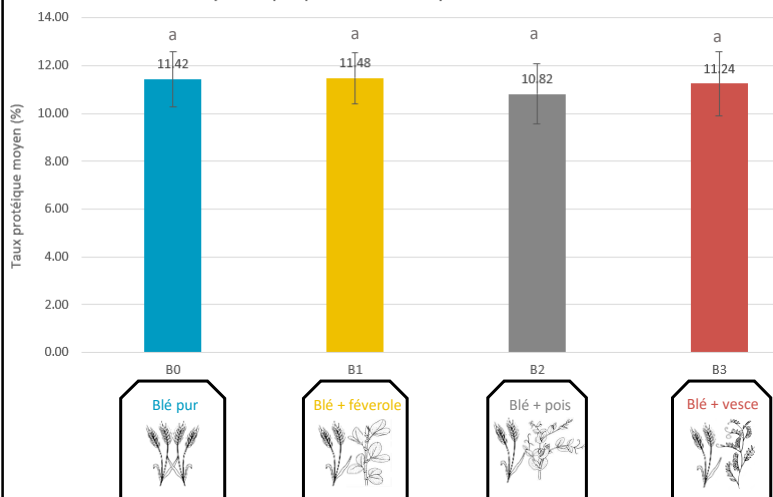 14.00
12.00
10.00
8.00
6.00
4.00
2.00
0.00
Taux protéique moyen (%)
a a a a
11.42 11.48 10.82 11.24
B0 B1 B2 B3
Blé pur Blé + féverole Blé + pois Blé + vesce